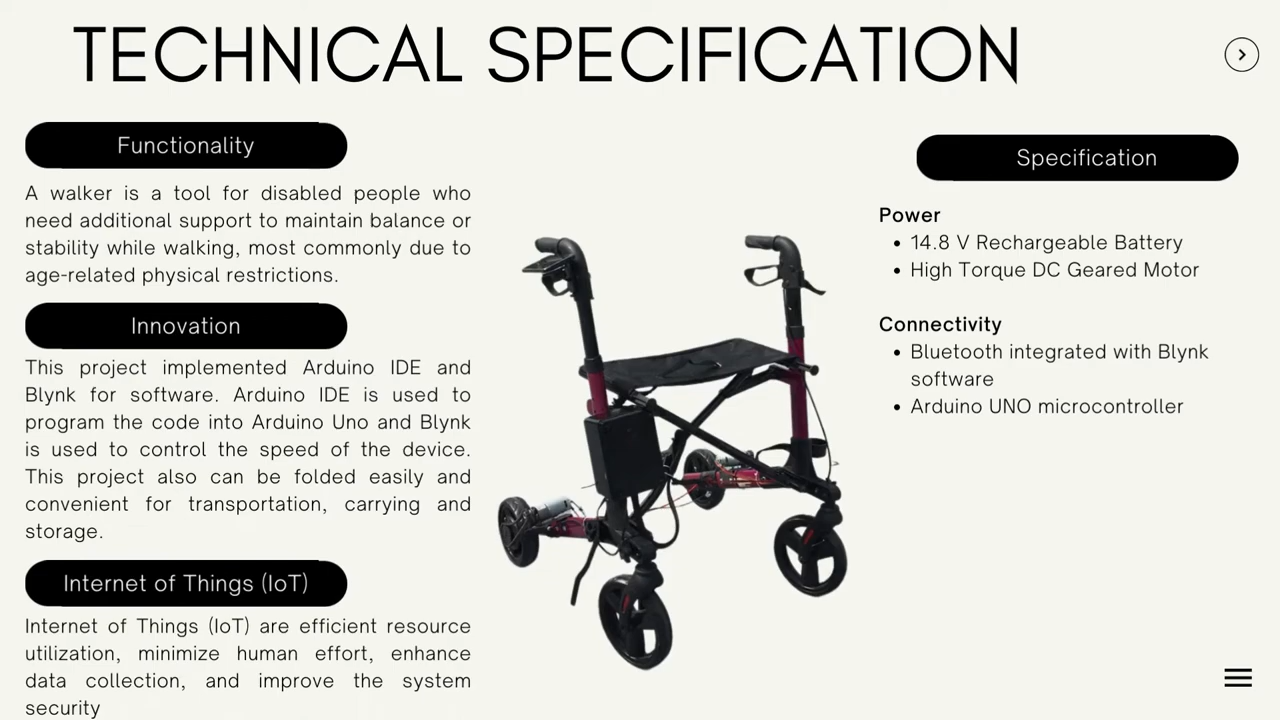 TECHNICAL SPECIFICATION
Functionality
A walker is a tool for disabled people who
need additional support to maintain balance or
stability while walking, most commonly due to
age-related physical restrictions.
Innovation
This project implemented Arduino IDE and
Blynk for software. Arduino IDE is used to
program the code into Arduino Uno and Blynk
is used to control the speed of the device.
This project also can be folded easily and
convenient for transportation, carrying and
storage.
Internet of Things (IoT)
Internet of Things (IoT) are efficient resource
utilization, minimize human effort, enhance
data collection, and improve the system
security
Specification
Power
• 14.8 V Rechargeable Battery
• High Torque DC Geared Motor
Connectivity
• Bluetooth integrated with Blynk
software
• Arduino UNO microcontroller